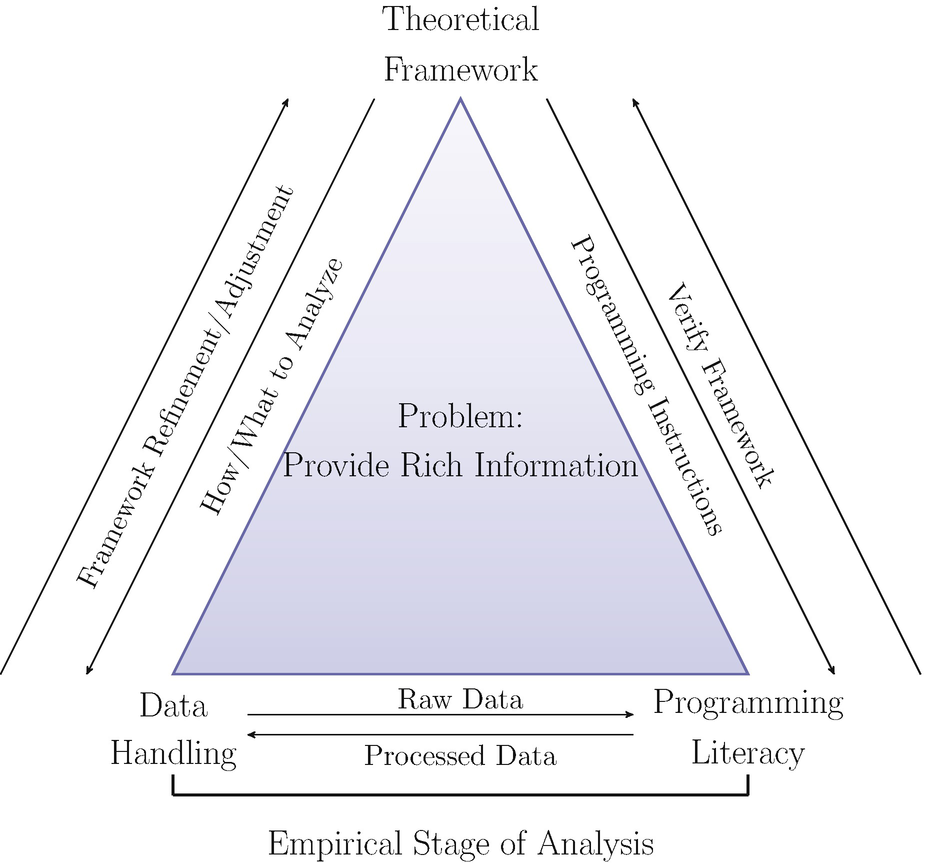 Theoretical
Framework
Framework Refinement/Adjustment
How/What to Analyze
Programming Instructions
Verify Framework
Problem:
Provide Rich Information
Data
Handling
Raw Data
Processed Data
Programming
Literacy
Empirical Stage of Analysis